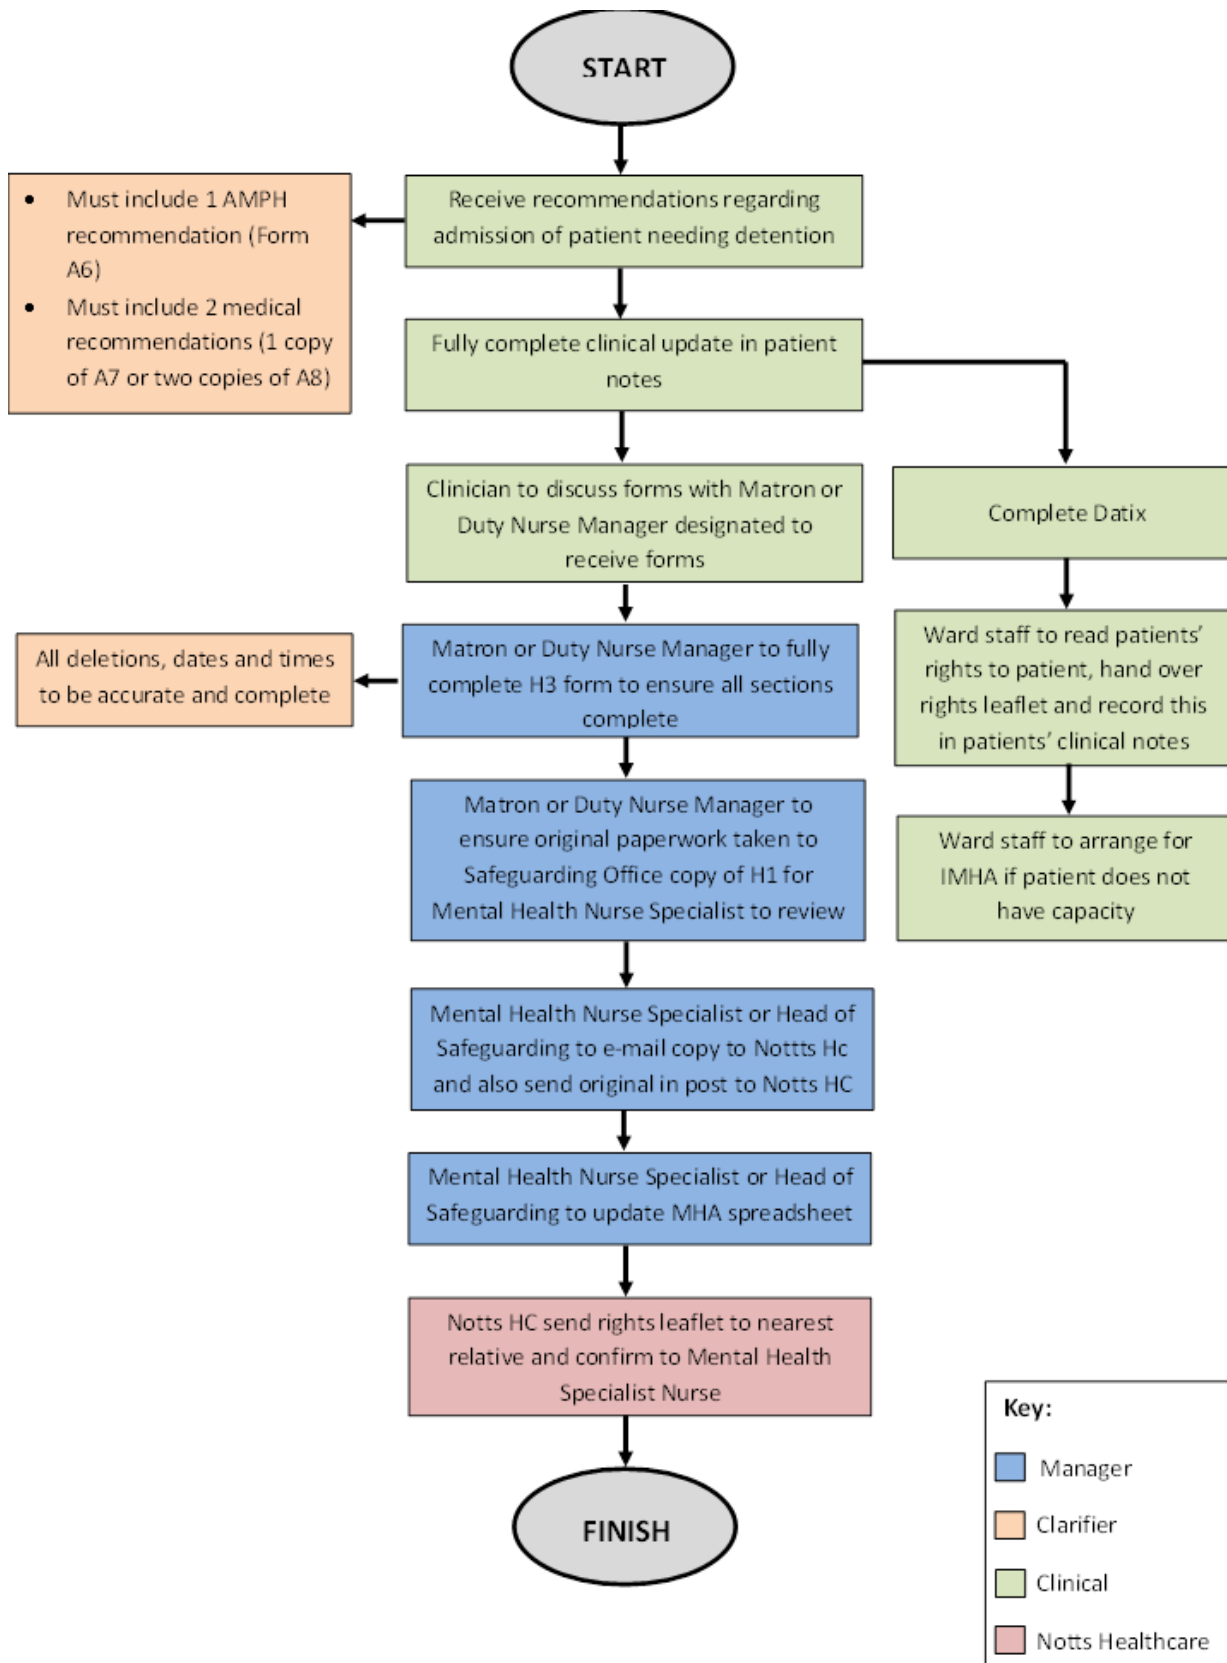 START
Receive recommendations regarding
admission of patient needing detention
• Must include 1 AMPH
recommendation (Form
A6)
• Must include 2 medical
recommendations (1 copy
of A7 or two copies of A8)
Fully complete clinical update in patient
notes
Clinician to discuss forms with Matron or
Duty Nurse Manager designated to
receive forms
Complete Datix
Matron or Duty Nurse Manager to fully
complete H3 form to ensure all sections
complete
All deletions, dates and times
to be accurate and complete
Ward staff to read patients’
rights to patient, hand over
rights leaflet and record this
in patients’ clinical notes
Matron or Duty Nurse Manager to
ensure original paperwork taken to
Safeguarding Office copy of H1 for
Mental Health Nurse Specialist to review
Ward staff to arrange for
IMHA if patient does not
have capacity
Mental Health Nurse Specialist or Head of
Safeguarding to e-mail copy to Nottts Hc
and also send original in post to Notts HC
Mental Health Nurse Specialist or Head of
Safeguarding to update MHA spreadsheet
Notts HC send rights leaflet to nearest
relative and confirm to Mental Health
Specialist Nurse
FINISH
Key:
Manager
Clarifier
Clinical
Notts Healthcare